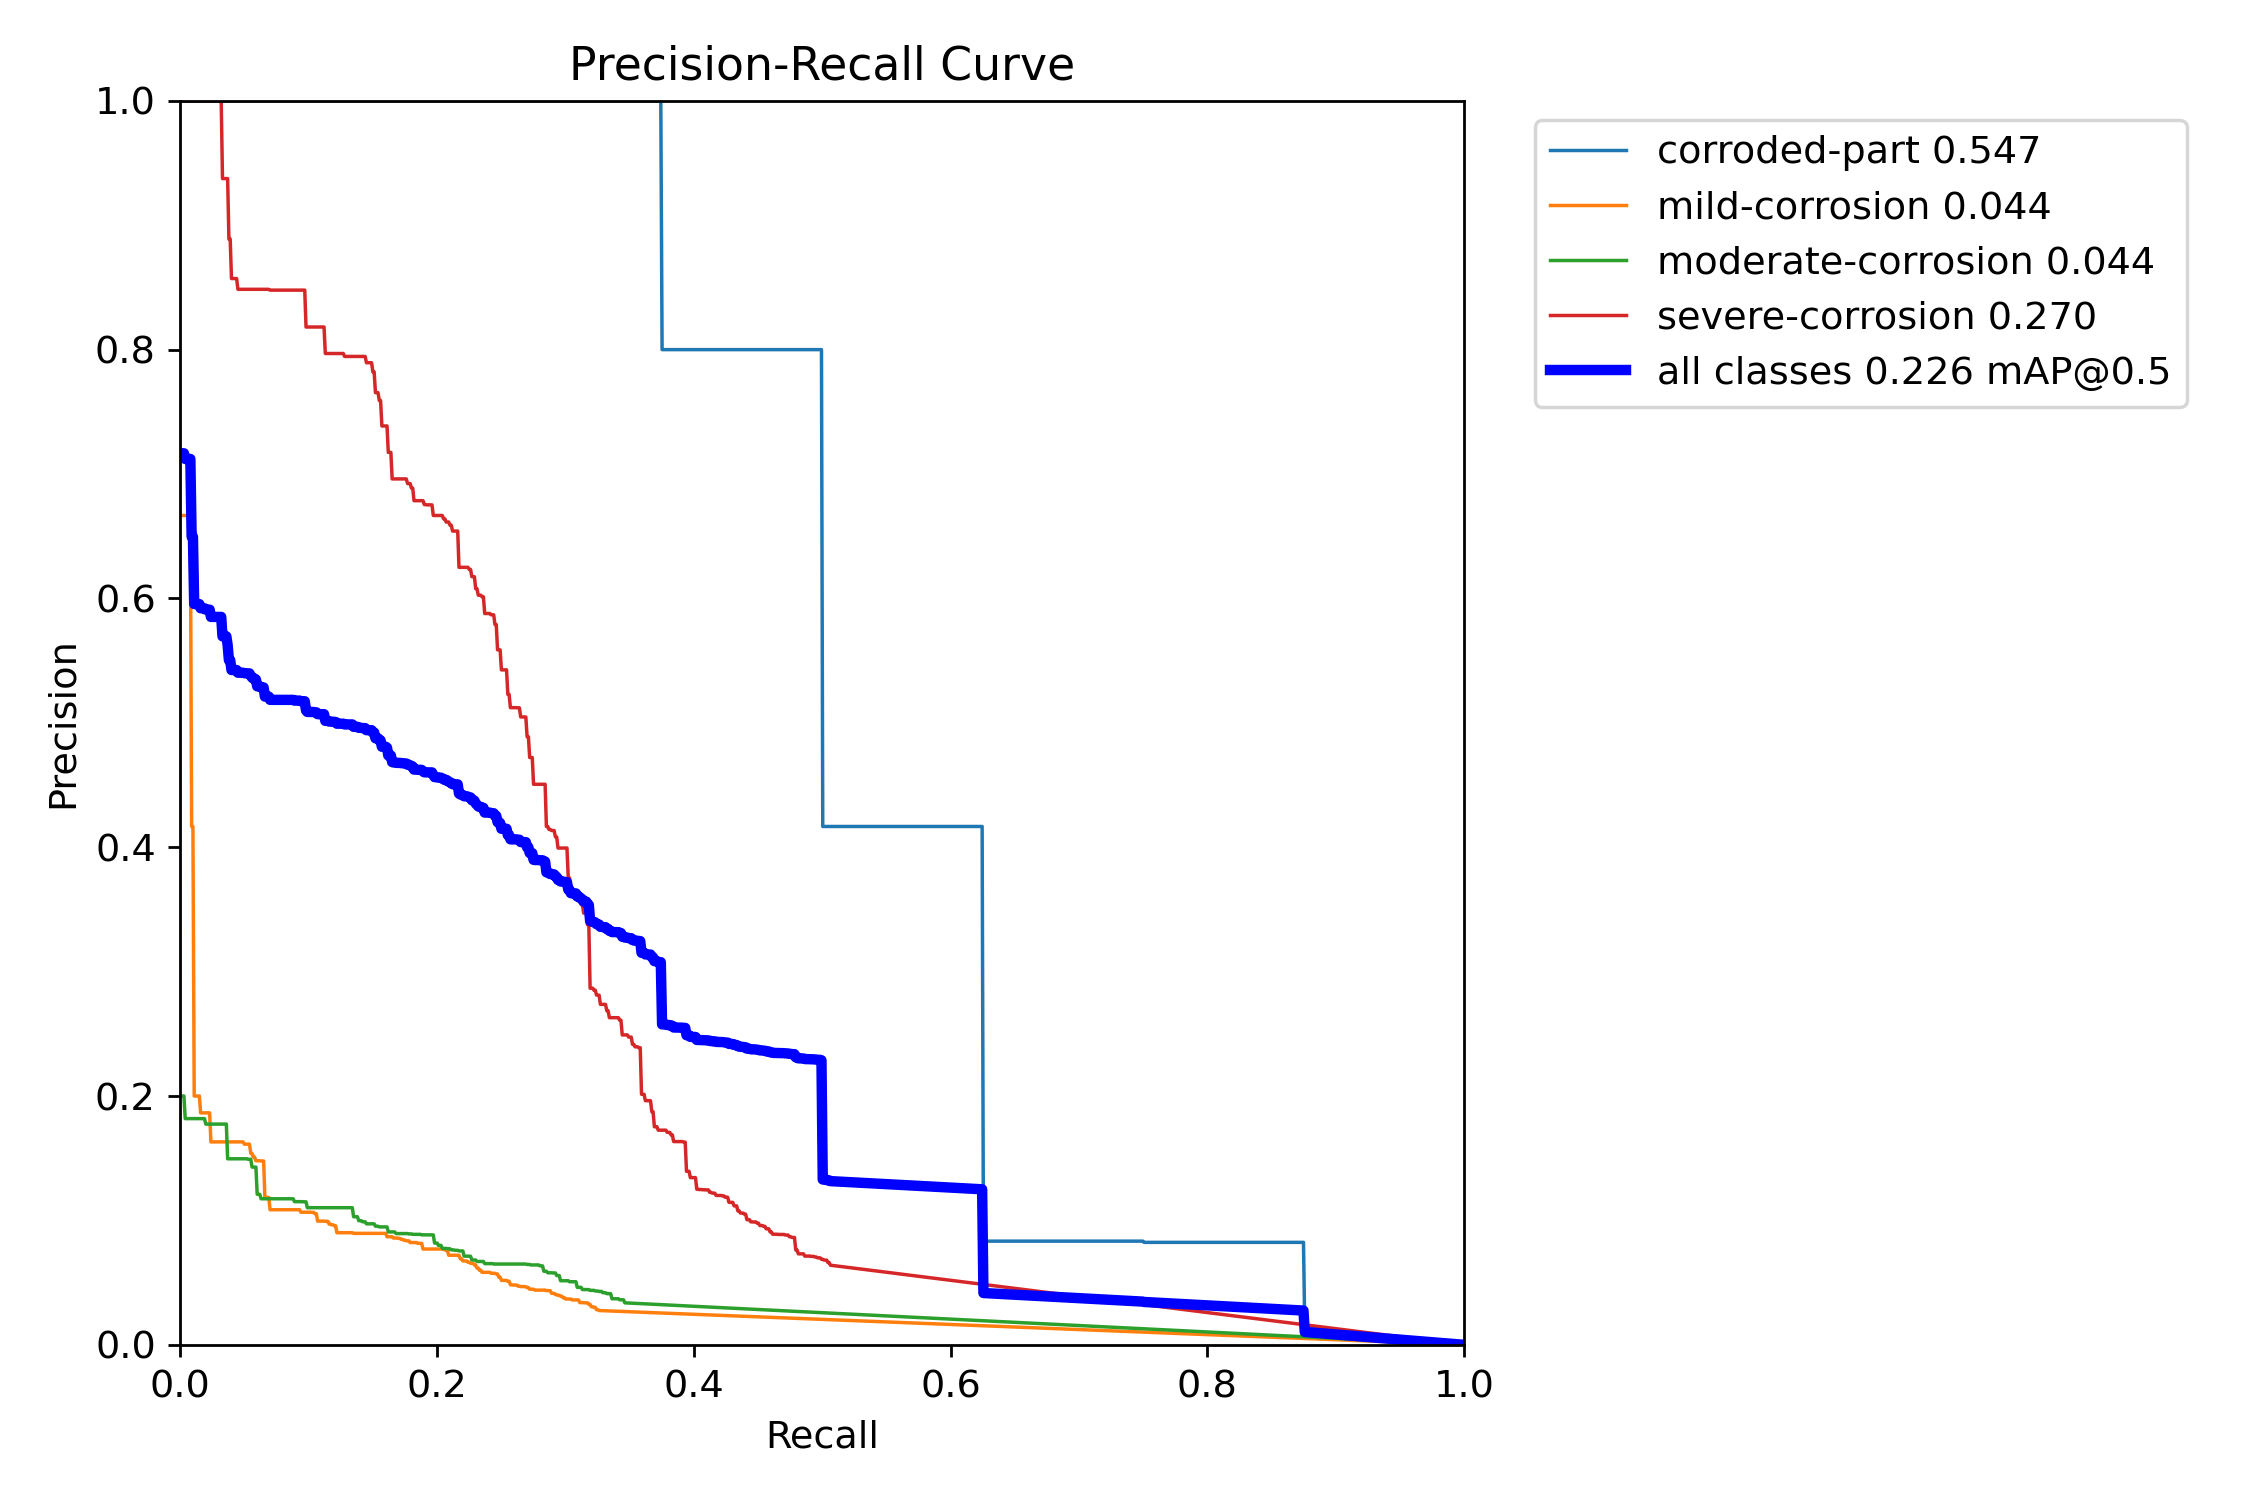 Precision-Recall Curve
1.0
0.8
0.6
0.4
0.2
0.0
Precision
0.0 0.2 0.4 0.6 0.8 1.0
Recall
corroded-part 0.547
mild-corrosion 0.044
moderate-corrosion 0.044
severe-corrosion 0.270
all classes 0.226 mAP@0.5